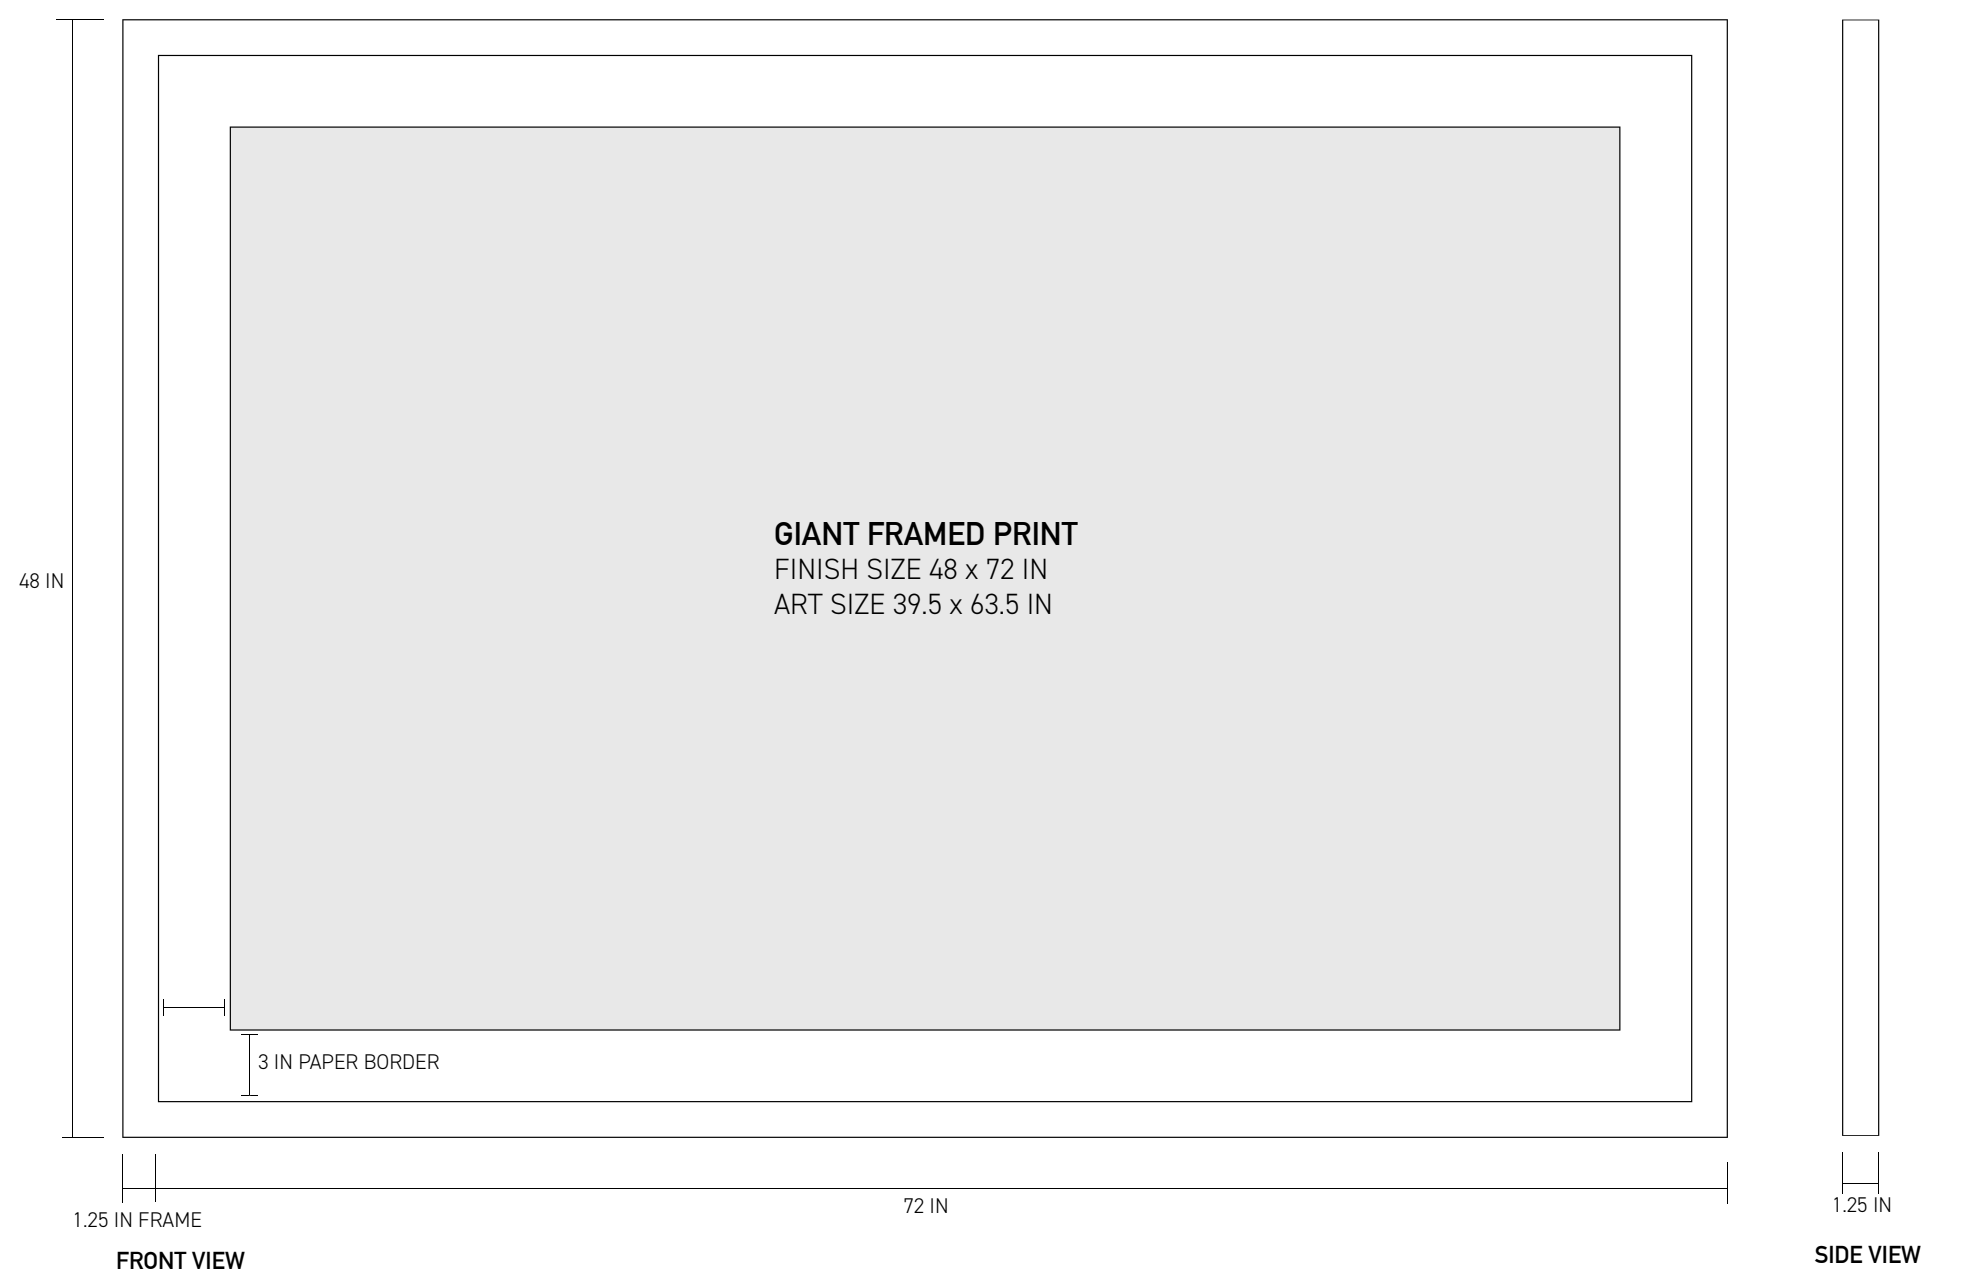 GIANT FRAMED PRINT
FINISH SIZE 48 x 72 IN
ART SIZE 39.5 x 63.5 IN
48 IN
3 IN PAPER BORDER
72 IN
1.25 IN
1.25 IN FRAME
FRONT VIEW
SIDE VIEW